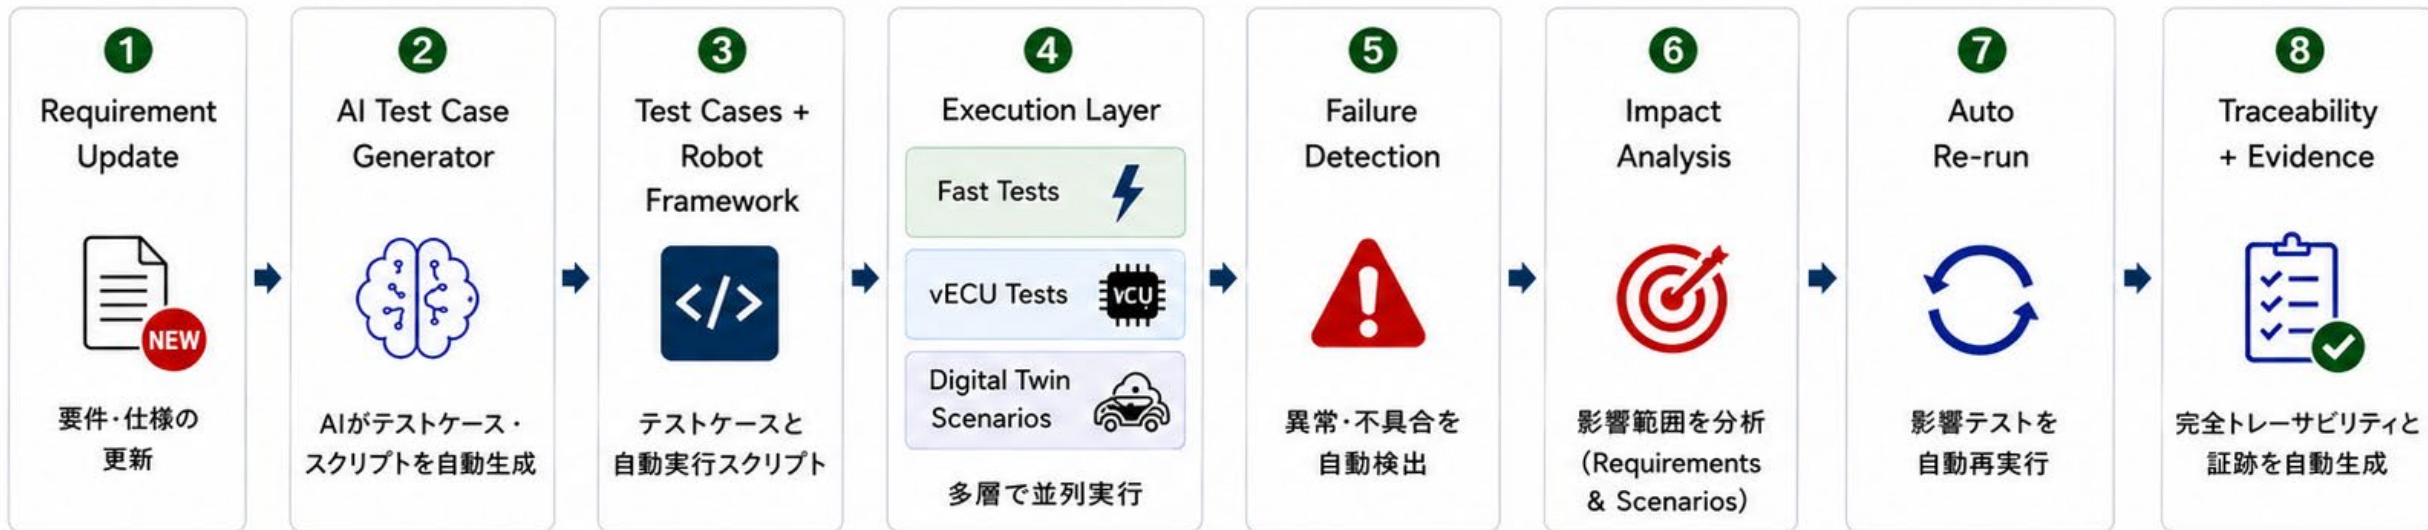 1
Requirement
Update
NEW
要件・仕様の
更新
2
AI Test Case
Generator
AIがテストケース・
スクリプトを自動生成
3
Test Cases +
Robot
Framework
</>
テストケースと
自動実行スクリプト
4
Execution Layer
Fast Tests
vECU Tests
VCU
Digital Twin
Scenarios
多層で並列実行
5
Failure
Detection
異常・不具合を
自動検出
6
Impact
Analysis
影響範囲を分析
(Requirements
& Scenarios)
7
Auto
Re-run
影響テストを
自動再実行
8
Traceability
+ Evidence
完全トレーサビリティと
証跡を自動生成